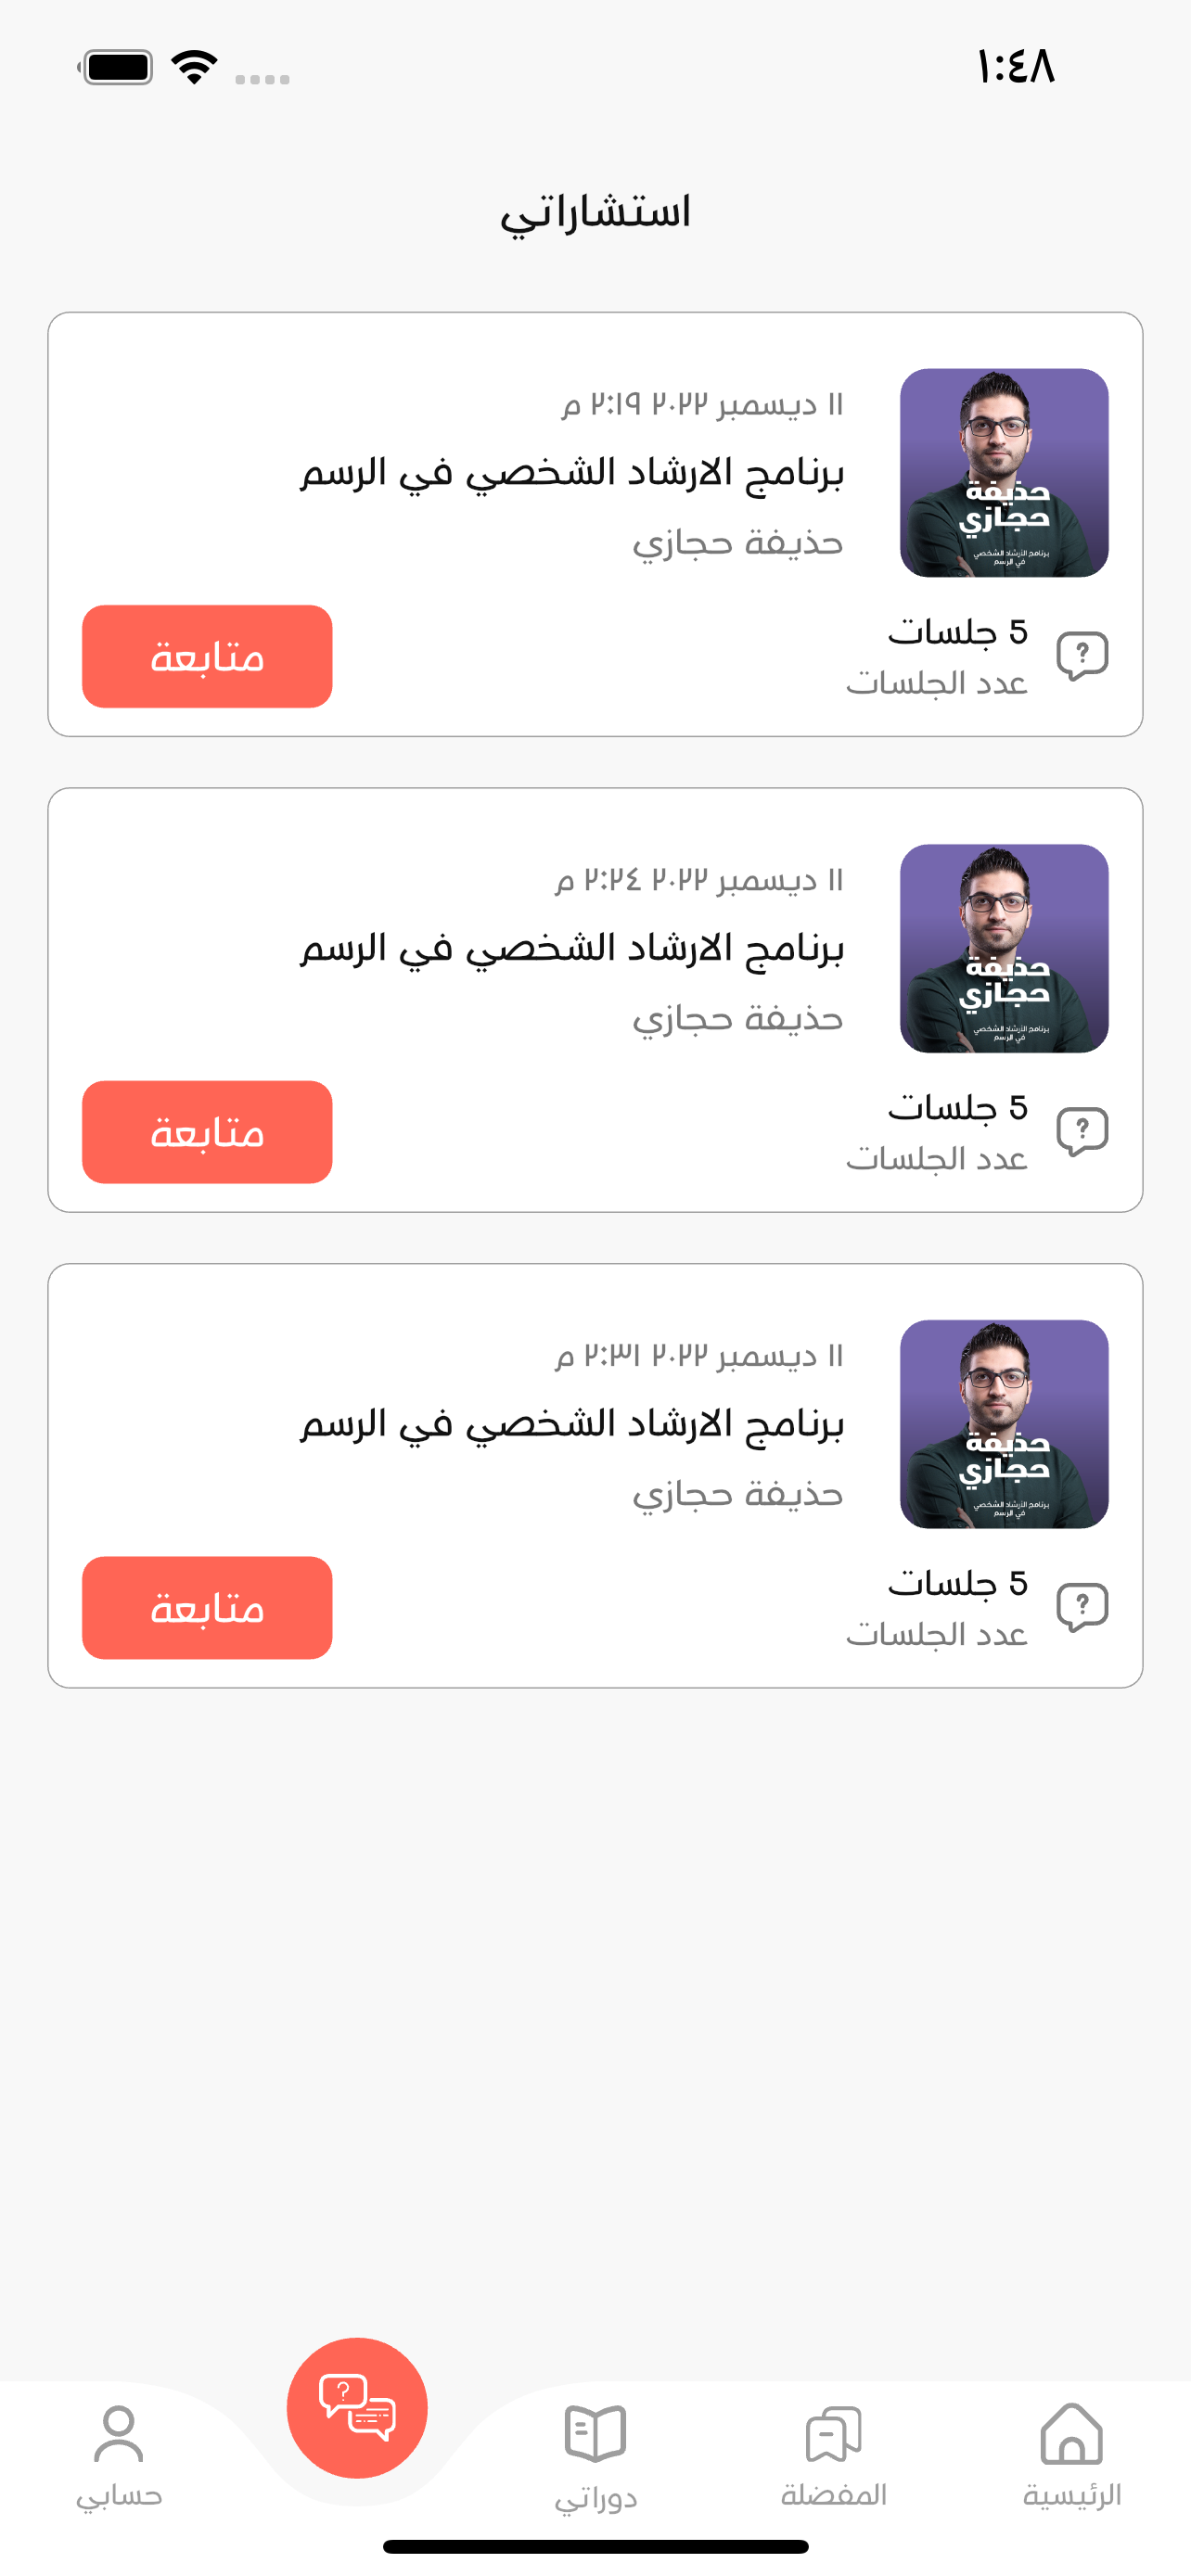 ١:٤٨
استشاراتي
١١ ديسمبر ٢٠٢٢ ٢:١٩ م
برنامج الارشاد الشخصي في الرسم
حذيفة حجازي
حذيفة
حجازي
برنامج الارشاد الشخصي
في الرسم
5 جلسات
عدد الجلسات
متابعة
١١ ديسمبر ٢٠٢٢ ٢:٢٤ م
برنامج الارشاد الشخصي في الرسم
حذيفة حجازي
حذيفة
حجازي
برنامج الارشاد الشخصي
في الرسم
5 جلسات
عدد الجلسات
متابعة
١١ ديسمبر ٢٠٢٢ ٢:٣١ م
برنامج الارشاد الشخصي في الرسم
حذيفة حجازي
حذيفة
حجازي
برنامج الارشاد الشخصي
في الرسم
5 جلسات
عدد الجلسات
متابعة
الرئيسية
المفضلة
دوراتي
حسابي